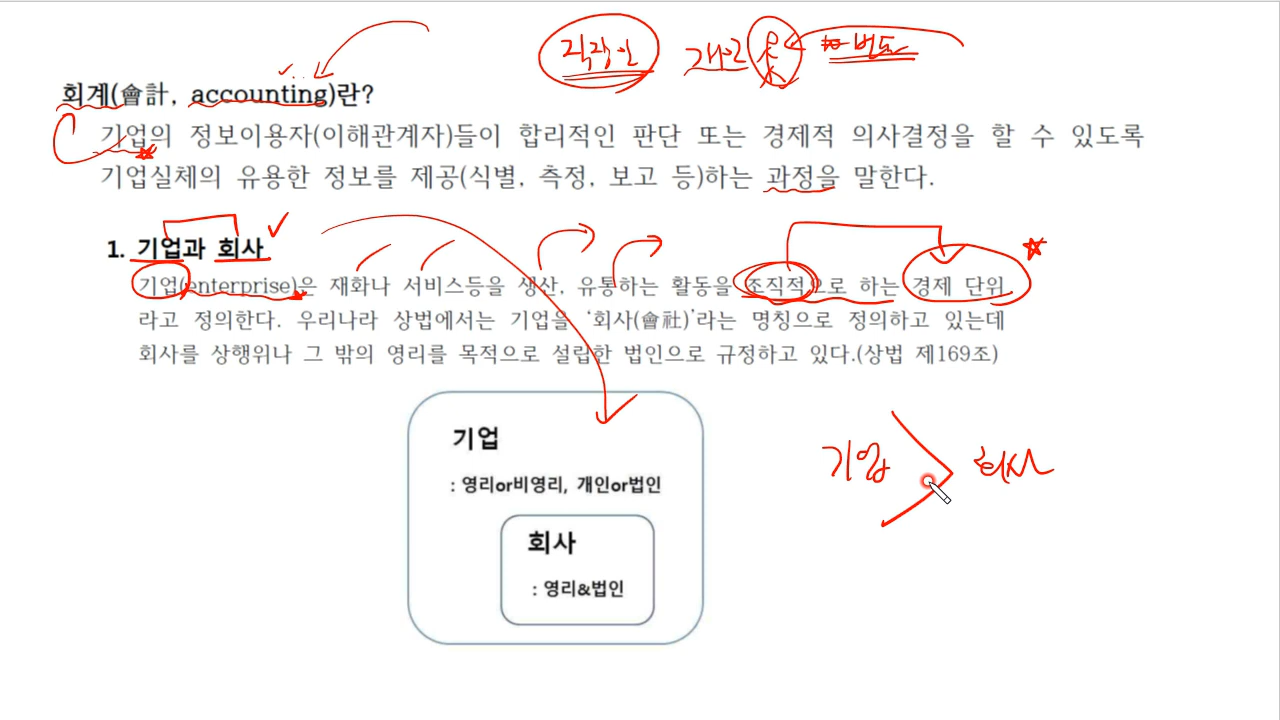 직장인 개인 돈 번돈
회계(會計, accounting)란?
기업의 정보이용자(이해관계자)들이 합리적인 판단 또는 경제적 의사결정을 할 수 있도록
기업실체의 유용한 정보를 제공(식별, 측정, 보고 등)하는 과정을 말한다.
1. 기업과 회사
기업(enterprise)은 재화나 서비스등을 생산, 유통하는 활동을 조직적으로 하는 경제 단위
라고 정의한다. 우리나라 상법에서는 기업을 '회사(會社)'라는 명칭으로 정의하고 있는데
회사를 상행위나 그 밖의 영리를 목적으로 설립한 법인으로 규정하고 있다.(상법 제169조)
기업
: 영리or비영리, 개인or법인
회사
: 영리&법인
기업 > 회사